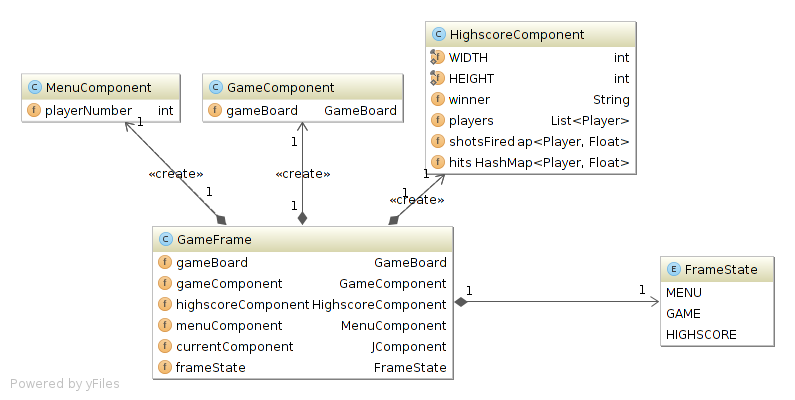 C HighscoreComponent
f WIDTH int
f HEIGHT int
f winner String
f players List<Player>
f shotsFired ap<Player, Float>
f hits HashMap<Player, Float>
C MenuComponent
f playerNumber int
C GameComponent
f gameBoard GameBoard
1
1
1
«create»
«create»
«create»
1
1
1
C GameFrame
f gameBoard GameBoard
f gameComponent GameComponent
f highscoreComponent HighscoreComponent
f menuComponent MenuComponent
f currentComponent JComponent
f frameState FrameState
1
1
E FrameState
MENU
GAME
HIGHSCORE
Powered by yFiles